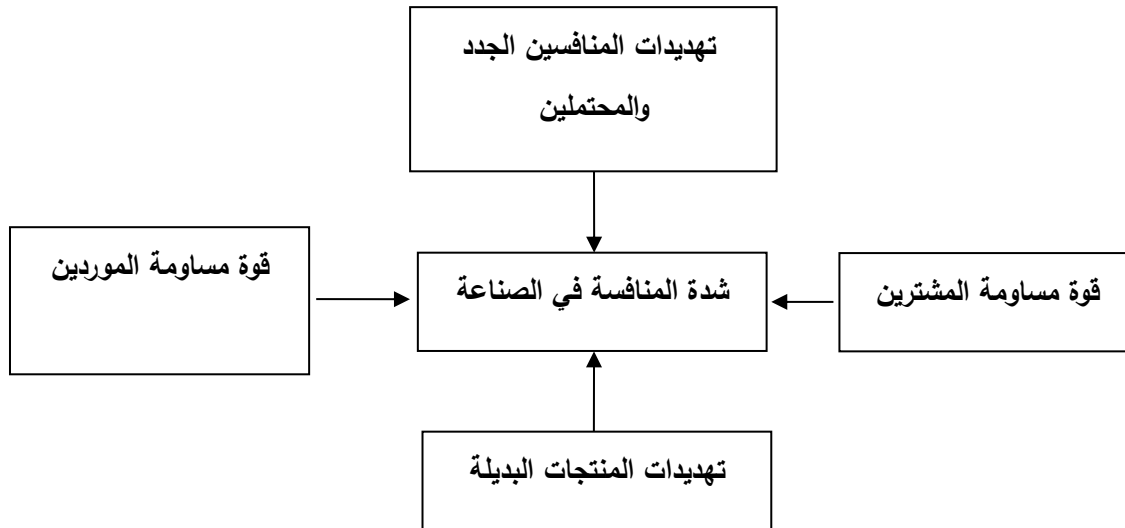 تهديدات المنافسين الجدد
والمحتملين
قوة مساومة الموردين
شدة المنافسة في الصناعة
قوة مساومة المشترين
تهديدات المنتجات البديلة